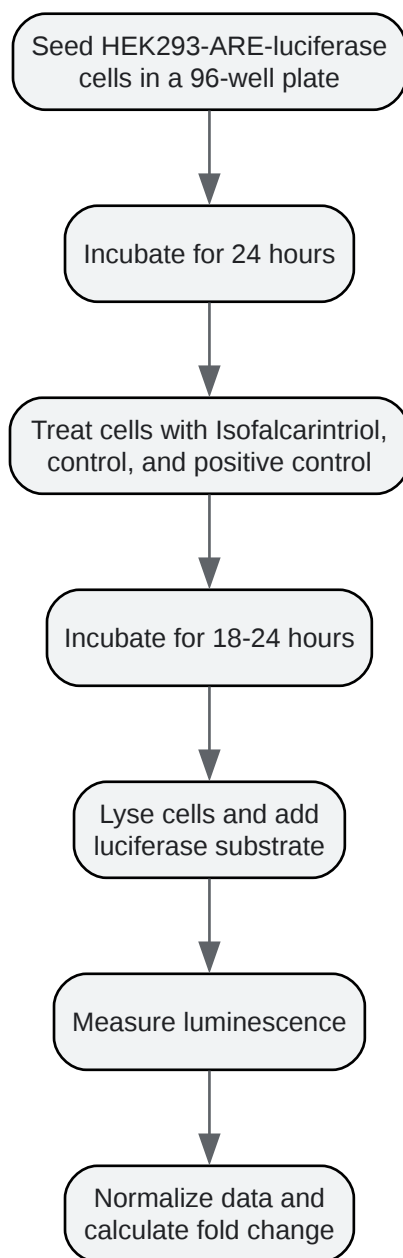 Seed HEK293-ARE-luciferase
cells in a 96-well plate
Incubate for 24 hours
Treat cells with Isofalcarintriol,
control, and positive control
Incubate for 18-24 hours
Lyse cells and add
luciferase substrate
Measure luminescence
Normalize data and
calculate fold change